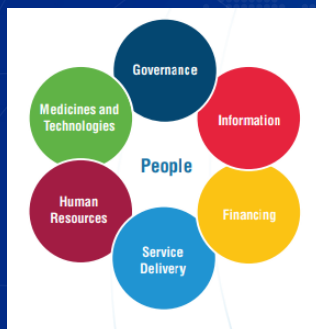 Governance
Medicines and
Technologies
Information
People
Human
Resources
Financing
Service
Delivery